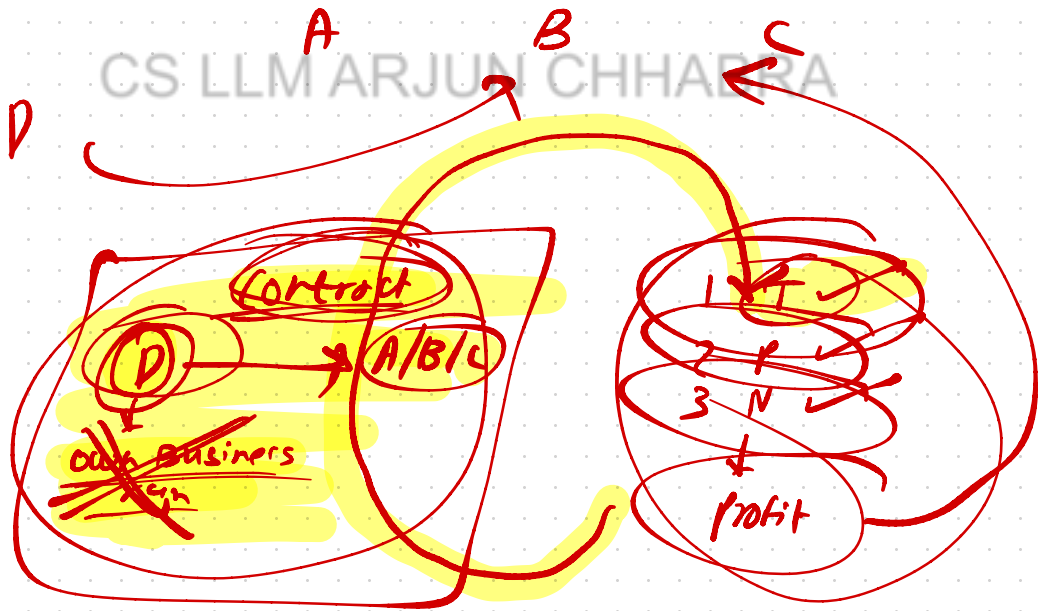 A B C
CS LLM ARJUN CHHABRA
D
Contract
1 T
D A/B/C
2 P
3 N
Own Business
Profit